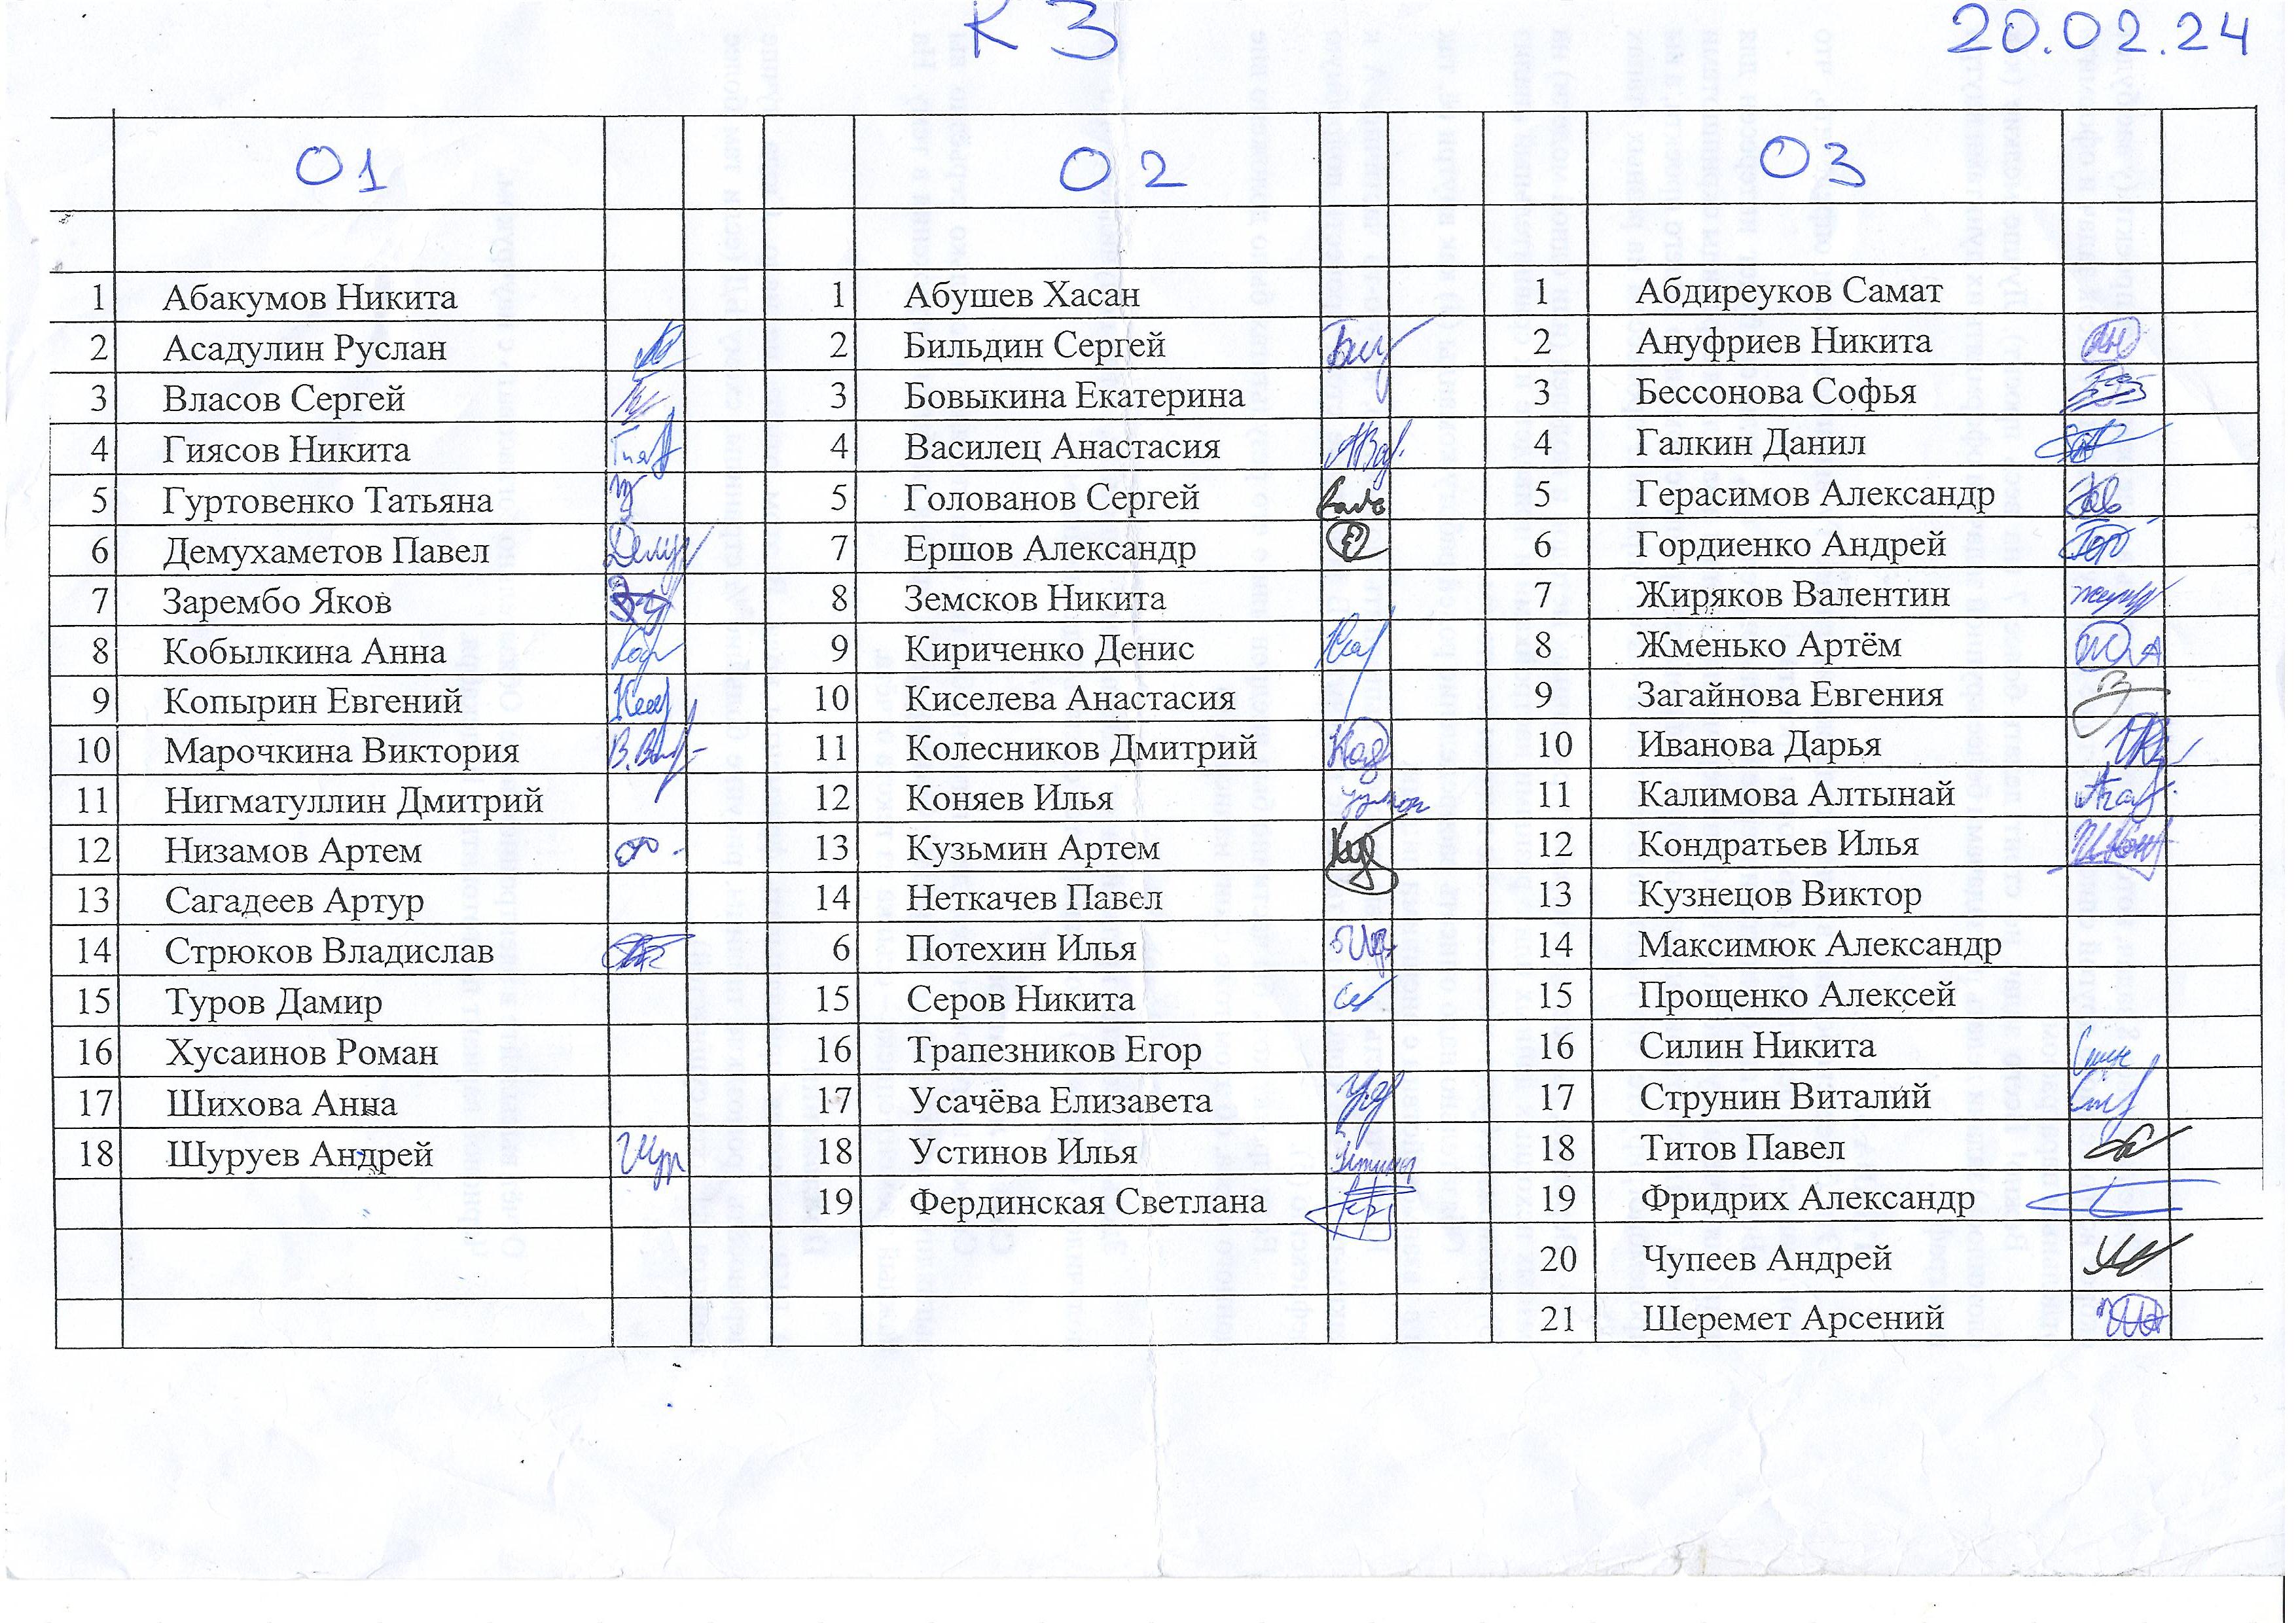 К 3
20.02.24
01 02 03
1 Абакумов Никита 1 Абушев Хасан 1 Абдиреуков Самат
2 Асадулин Руслан 2 Бильдин Сергей 2 Ануфриев Никита
3 Власов Сергей 3 Бовыкина Екатерина 3 Бессонова Софья
4 Гиясов Никита 4 Василец Анастасия 4 Галкин Данил
5 Гуртовенко Татьяна 5 Голованов Сергей 5 Герасимов Александр
6 Демухаметов Павел 7 Ершов Александр 6 Гордиенко Андрей
7 Зарембо Яков 8 Земсков Никита 7 Жиряков Валентин
8 Кобылкина Анна 9 Кириченко Денис 8 Жменько Артём
9 Копырин Евгений 10 Киселева Анастасия 9 Загайнова Евгения
10 Марочкина Виктория 11 Колесников Дмитрий 10 Иванова Дарья
11 Нигматуллин Дмитрий 12 Коняев Илья 11 Калимова Алтынай
12 Низамов Артем 13 Кузьмин Артем 12 Кондратьев Илья
13 Сагадеев Артур 14 Неткачев Павел 13 Кузнецов Виктор
14 Стрюков Владислав 6 Потехин Илья 14 Максимюк Александр
15 Туров Дамир 15 Серов Никита 15 Прощенко Алексей
16 Хусаинов Роман 16 Трапезников Егор 16 Силин Никита
17 Шихова Анна 17 Усачёва Елизавета 17 Струнин Виталий
18 Шуруев Андрей 18 Устинов Илья 18 Титов Павел
19 Фердинская Светлана 19 Фридрих Александр
20 Чупеев Андрей
21 Шеремет Арсений